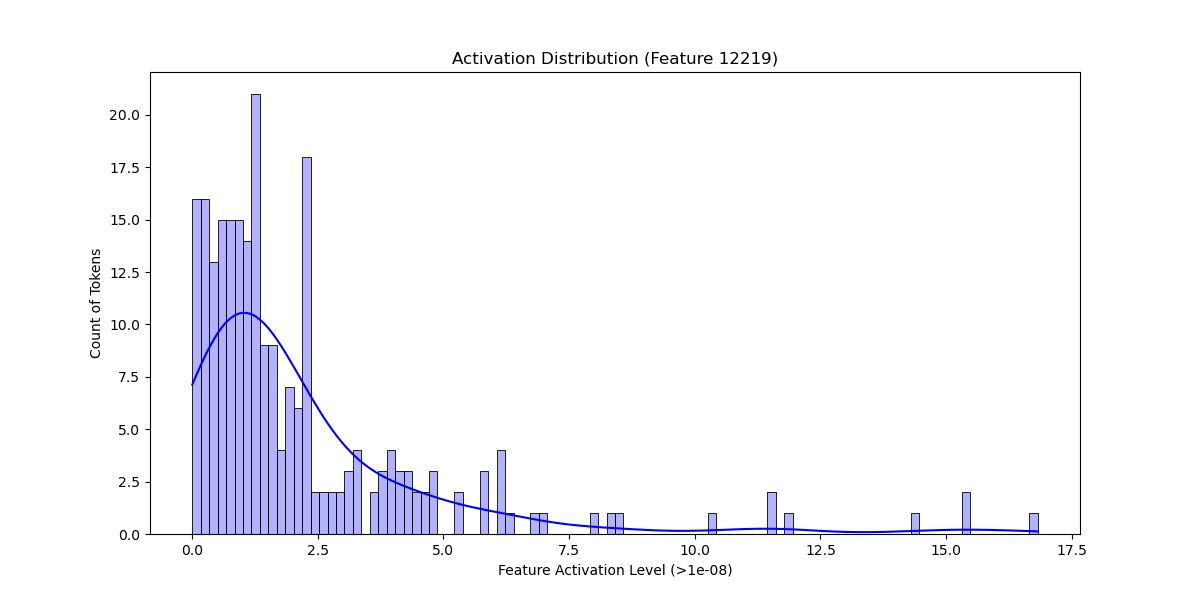 Activation Distribution (Feature 12219)
20.0
17.5
15.0
12.5
10.0
7.5
5.0
2.5
0.0
Count of Tokens
0.0 2.5 5.0 7.5 10.0 12.5 15.0 17.5
Feature Activation Level (>1e-08)